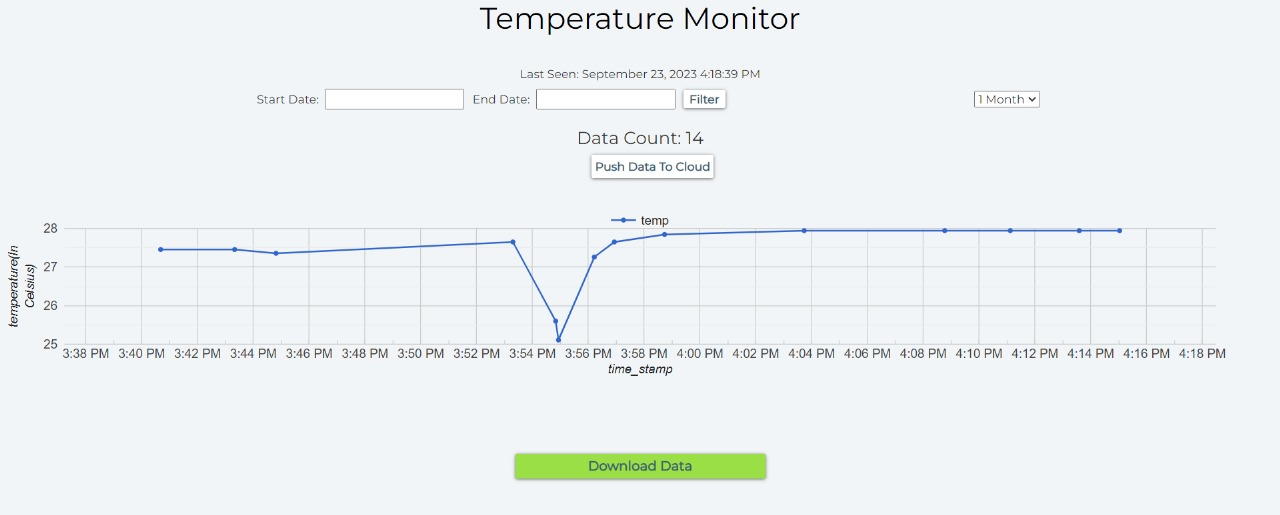 Temperature Monitor
Last Seen: September 23, 2023 4:18:39 PM
Start Date: End Date: Filter 1 Month
Data Count: 14
Push Data To Cloud
temp
28
27
26
25
temperature(In
Celsius)
3:38 PM 3:40 PM 3:42 PM 3:44 PM 3:46 PM 3:48 PM 3:50 PM 3:52 PM 3:54 PM 3:56 PM 3:58 PM 4:00 PM 4:02 PM 4:04 PM 4:06 PM 4:08 PM 4:10 PM 4:12 PM 4:14 PM 4:16 PM 4:18 PM
time_stamp
Download Data